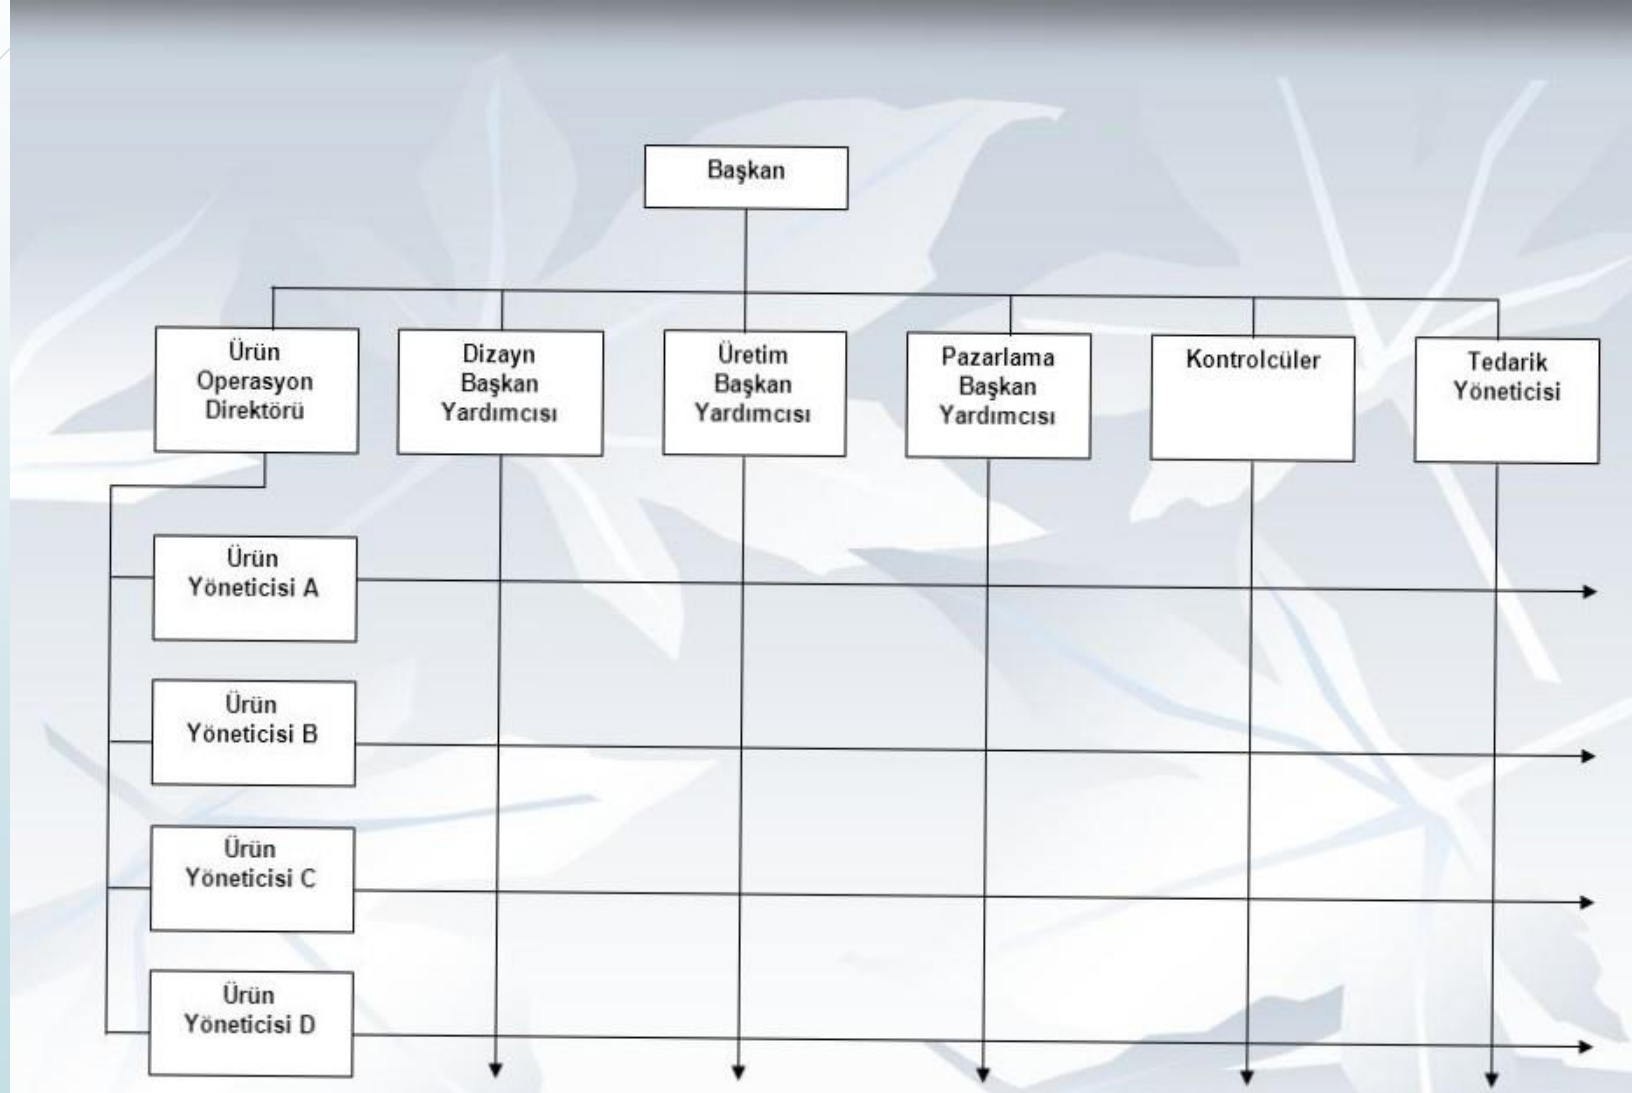 Başkan
Ürün
Operasyon
Direktörü
Dizayn
Başkan
Yardımcısı
Üretim
Başkan
Yardımcısı
Pazarlama
Başkan
Yardımcısı
Kontrolcüler
Tedarik
Yöneticisi
Ürün
Yöneticisi A
Ürün
Yöneticisi B
Ürün
Yöneticisi C
Ürün
Yöneticisi D